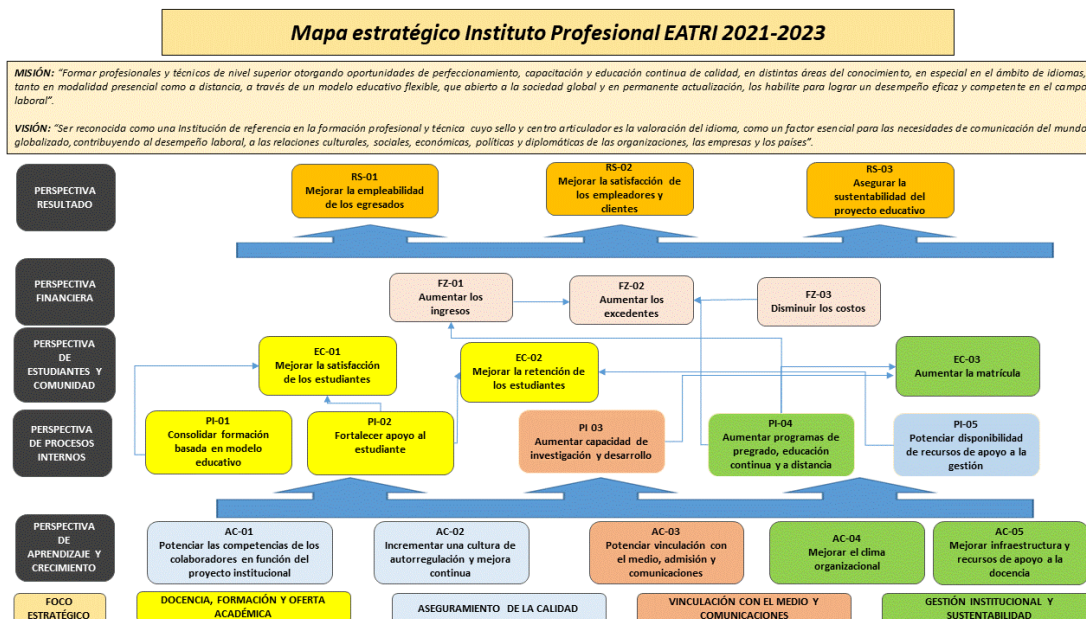 Mapa estratégico Instituto Profesional EATRI 2021-2023
MISIÓN: “Formar profesionales y técnicos de nivel superior otorgando oportunidades de perfeccionamiento, capacitación y educación continua de calidad, en distintas áreas del conocimiento, en especial en el ámbito de idiomas,
tanto en modalidad presencial como a distancia, a través de un modelo educativo flexible, que abierto a la sociedad global y en permanente actualización, los habilite para lograr un desempeño eficaz y competente en el campo
laboral”.
VISIÓN: “Ser reconocida como una Institución de referencia en la formación profesional y técnica cuyo sello y centro articulador es la valoración del idioma, como un factor esencial para las necesidades de comunicación del mundo
globalizado, contribuyendo al desempeño laboral, a las relaciones culturales, sociales, económicas, políticas y diplomáticas de las organizaciones, las empresas y los países”.
PERSPECTIVA
RESULTADO
RS-01
Mejorar la empleabilidad
de los egresados
RS-02
Mejorar la satisfacción de
los empleadores y
clientes
RS-03
Asegurar la
sustentabilidad del
proyecto educativo
PERSPECTIVA
FINANCIERA
FZ-01
Aumentar los
ingresos
FZ-02
Aumentar los
excedentes
FZ-03
Disminuir los costos
PERSPECTIVA
DE
ESTUDIANTES Y
COMUNIDAD
EC-01
Mejorar la satisfacción
de los estudiantes
EC-02
Mejorar la retención de
los estudiantes
EC-03
Aumentar la matrícula
PERSPECTIVA
DE PROCESOS
INTERNOS
PI-01
Consolidar formación
basada en modelo
educativo
PI-02
Fortalecer apoyo al
estudiante
PI 03
Aumentar capacidad de
investigación y desarrollo
PI-04
Aumentar programas de
pregrado, educación
continua y a distancia
PI-05
Potenciar disponibilidad
de recursos de apoyo a la
gestión
PERSPECTIVA
DE
APRENDIZAJE Y
CRECIMIENTO
AC-01
Potenciar las competencias de los
colaboradores en función del
proyecto institucional
AC-02
Incrementar una cultura de
autorregulación y mejora
continua
AC-03
Potenciar vinculación con
el medio, admisión y
comunicaciones
AC-04
Mejorar el clima
organizacional
AC-05
Mejorar infraestructura y
recursos de apoyo a la
docencia
FOCO
ESTRATÉGICO
DOCENCIA, FORMACIÓN Y OFERTA
ACADÉMICA
ASEGURAMIENTO DE LA CALIDAD
VINCULACIÓN CON EL MEDIO Y
COMUNICACIONES
GESTIÓN INSTITUCIONAL Y
SUSTENTABILIDAD